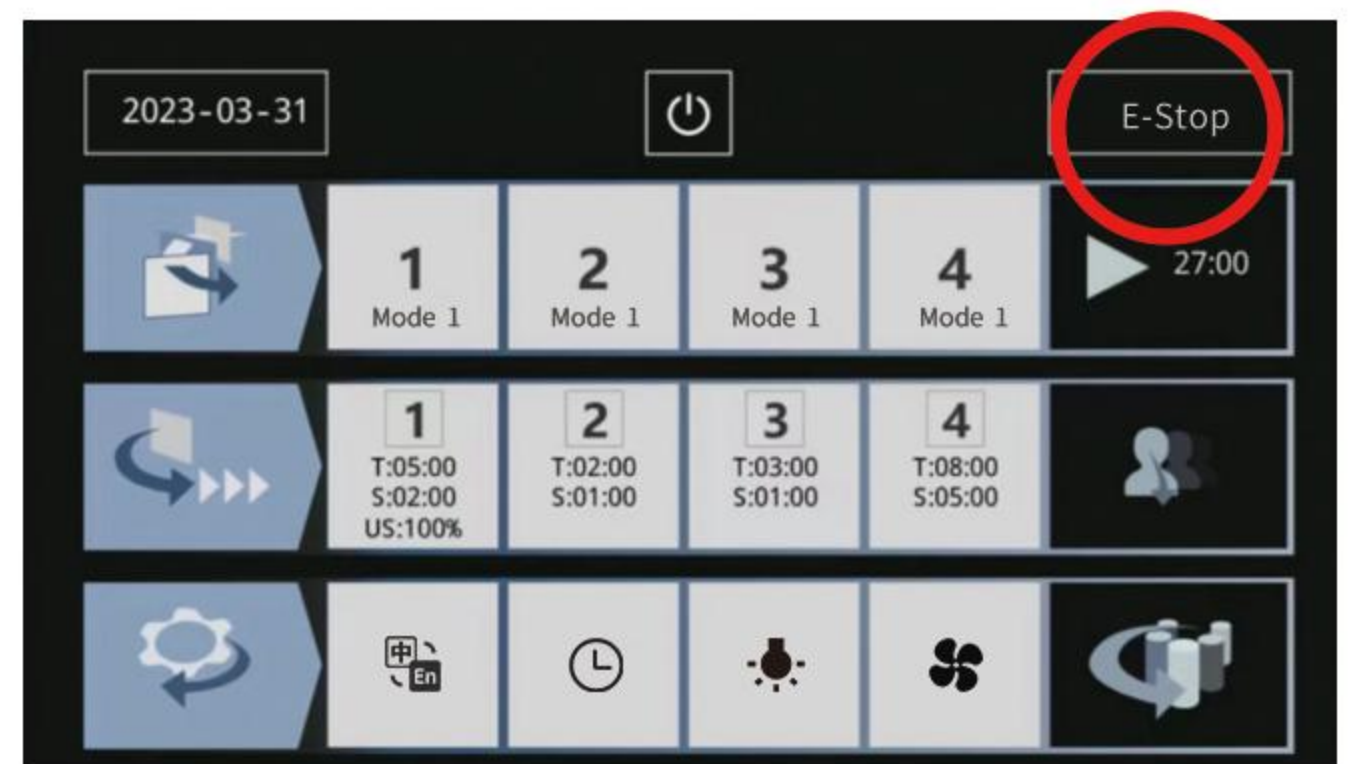 2023-03-31
E-Stop
1
Mode 1
2
Mode 1
3
Mode 1
4
Mode 1
27:00
1
T:05:00
S:02:00
US:100%
2
T:02:00
S:01:00
3
T:03:00
S:01:00
4
T:08:00
S:05:00
中
En